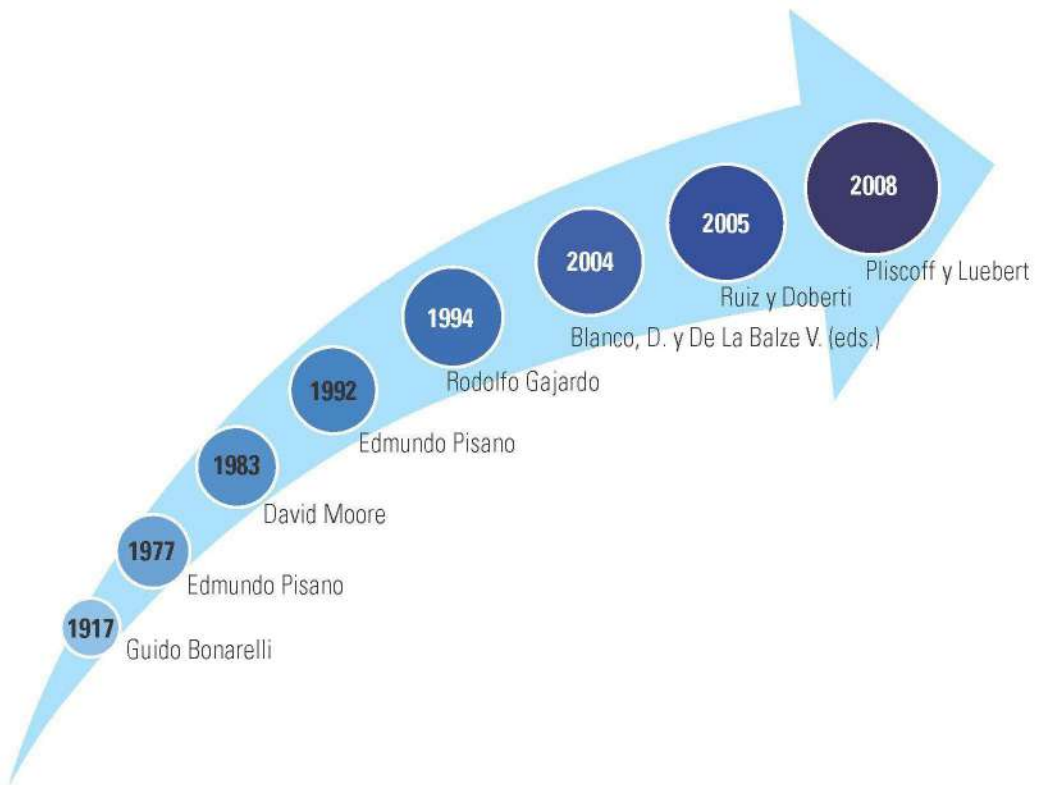 1917
Guido Bonarelli
1977
Edmundo Pisano
1983
David Moore
1992
Edmundo Pisano
1994
Rodolfo Gajardo
2004
Blanco, D. y De La Balze V. (eds.)
2005
Ruiz y Doberti
2008
Pliscoff y Luebert